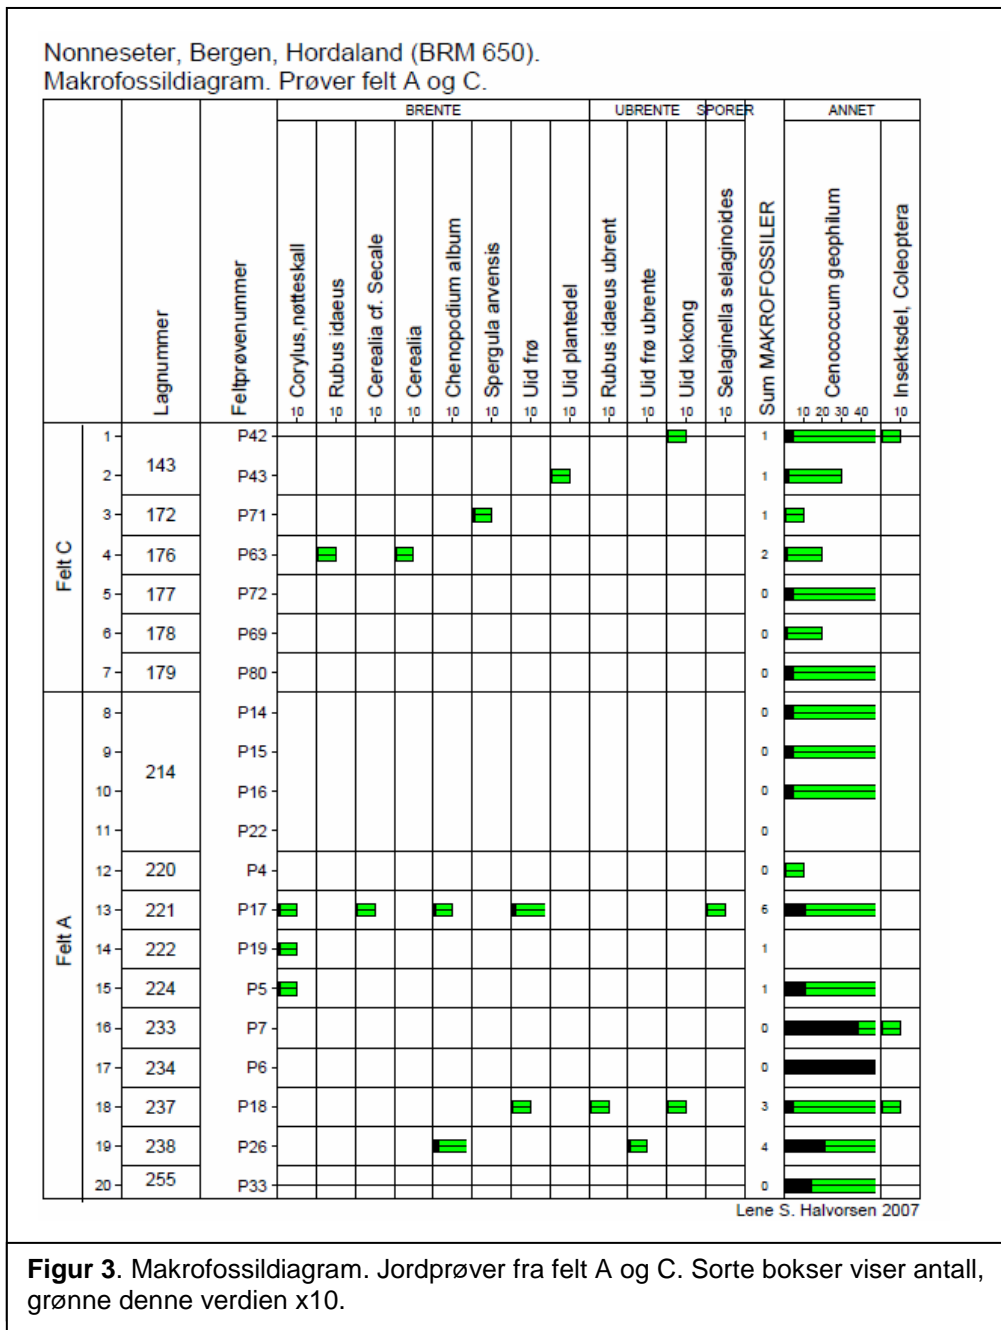 Nonneseter, Bergen, Hordaland (BRM 650).
Makrofossildiagram. Prøver felt A og C.
BRENTE UBRENTE SPORER ANNET
Lagnummer
Feltprøvenummer
Corylus,nøtteskall
Rubus idaeus
Cerealia cf. Secale
Cerealia
Chenopodium album
Spergula arvensis
Uid frø
Uid plantedel
Rubus idaeus ubrent
Uid frø ubrente
Uid kokong
Selaginella selaginoides
Sum MAKROFOSSILER
Cenococcum geophilum
Insektsdel, Coleoptera
10 10 10 10 10 10 10 10 10 10 10 10 10 20 30 40 10
Felt C
1 143 P42 1
2 P43 1
3 172 P71 1
4 176 P63 2
5 177 P72 0
6 178 P69 0
7 179 P80 0
Felt A
8 214 P14 0
9 P15 0
10 P16 0
11 P22 0
12 220 P4 0
13 221 P17 6
14 222 P19 1
15 224 P5 1
16 233 P7 0
17 234 P6 0
18 237 P18 3
19 238 P26 4
20 255 P33 0
Lene S. Halvorsen 2007
Figur 3. Makrofossildiagram. Jordprøver fra felt A og C. Sorte bokser viser antall,
grønne denne verdien x10.